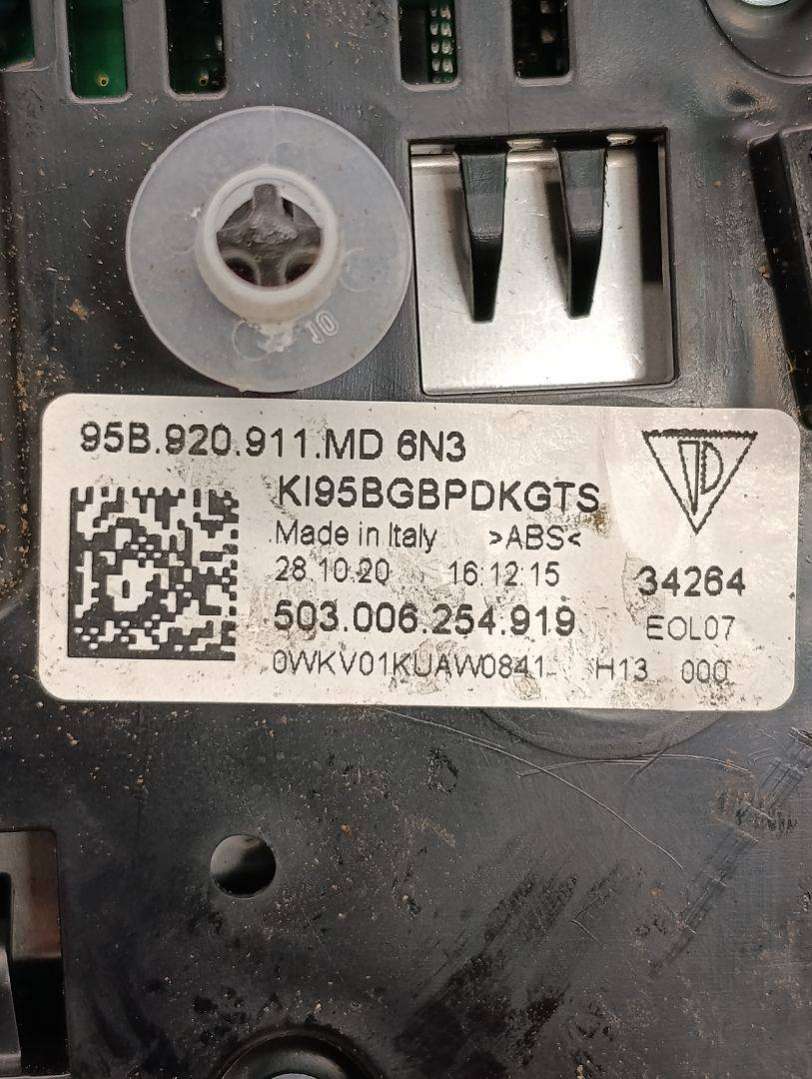 10
95B.920.911.MD 6N3
KI95BGBPDKGTS
Made in Italy >ABS<
28.10.20 16:12:15 34264
503.006.254.919 EOL07
0WKV01KUAW0841 H13 000